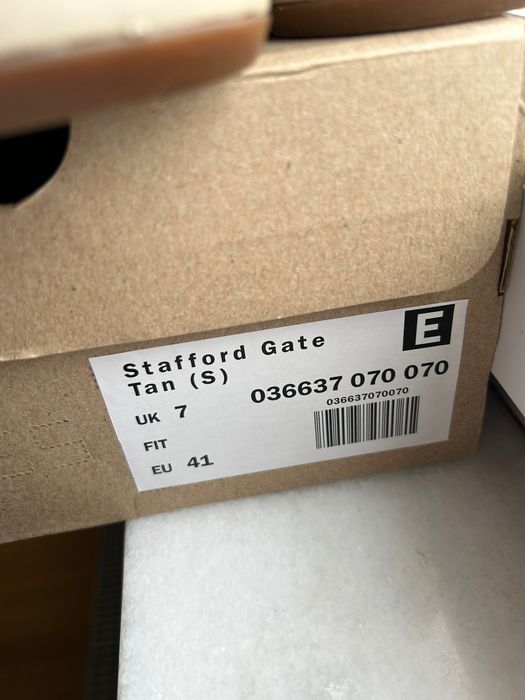 E
Stafford Gate
Tan (S)
036637 070 070
036637070070
UK 7
FIT
EU 41